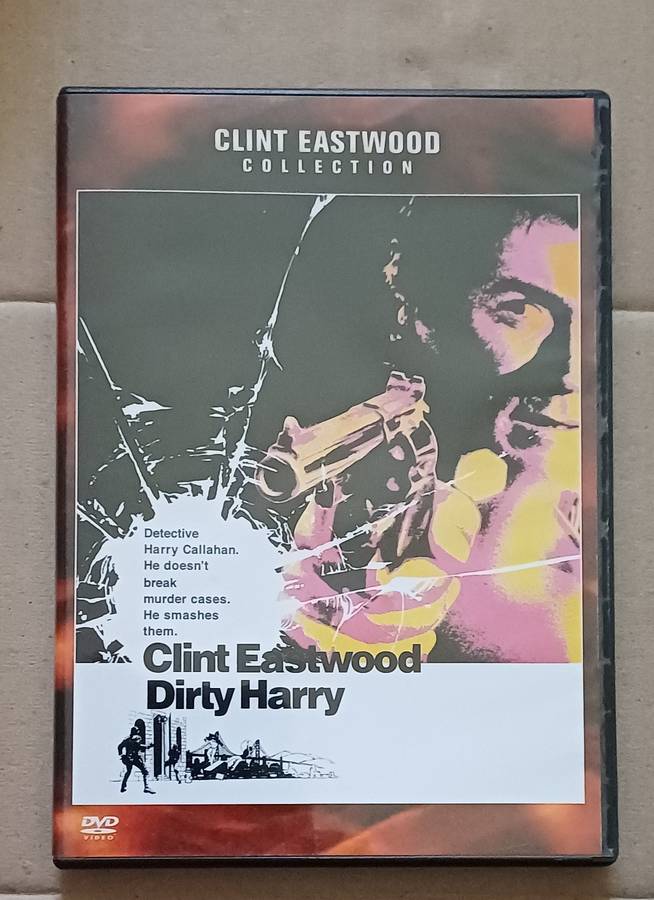 CLINT EASTWOOD
COLLECTION
Detective
Harry Callahan.
He doesn't
break
murder cases.
He smashes
them.
Clint Eastwood
Dirty Harry
DVD
VIDEO